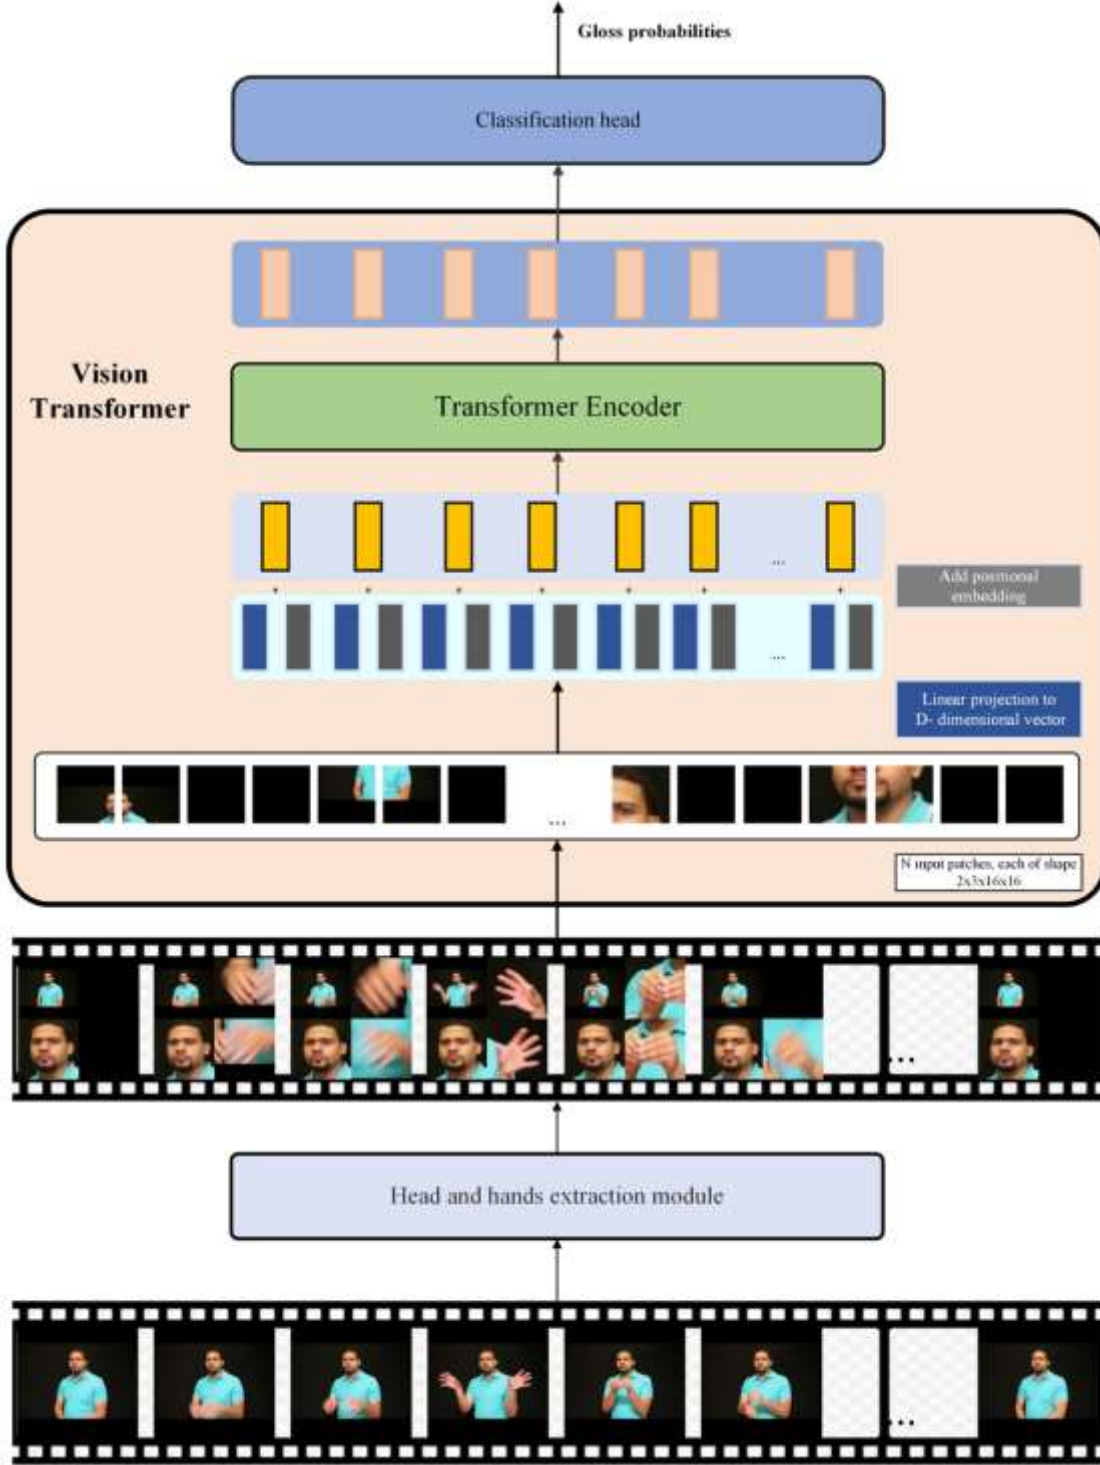 Gloss probabilities
Classification head
Vision
Transformer
Transformer Encoder
...
Add positional
embedding
...
Linear projection to
D- dimensional vector
...
N input patches, each of shape
2x3x16x16
...
Head and hands extraction module
...